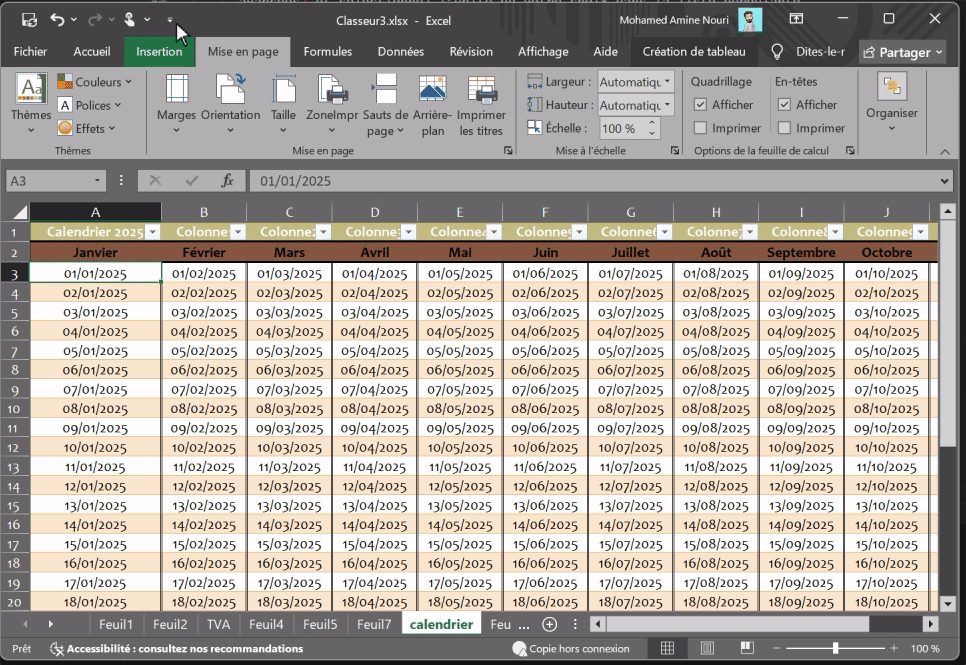 Classeur3.xlsx - Excel
Mohamed Amine Nouri
Fichier Accueil Insertion Mise en page Formules Données Révision Affichage Aide Création de tableau Dites-le-r Partager
Thèmes
Couleurs
Polices
Effets
Thèmes
Marges Orientation Taille ZoneImpr Sauts de page Arrière-plan Imprimer les titres
Mise en page
Largeur : Automatiqu
Hauteur : Automatiqu
Échelle : 100 %
Mise à l'échelle
Quadrillage En-têtes
Afficher Afficher
Imprimer Imprimer
Options de la feuille de calcul
Organiser
A3 fx 01/01/2025
A B C D E F G H I J
1 Calendrier 2025 Colonne Colonne Colonne Colonne Colonne Colonne Colonne Colonne Colonne
2 Janvier Février Mars Avril Mai Juin Juillet Août Septembre Octobre
3 01/01/2025 01/02/2025 01/03/2025 01/04/2025 01/05/2025 01/06/2025 01/07/2025 01/08/2025 01/09/2025 01/10/2025
4 02/01/2025 02/02/2025 02/03/2025 02/04/2025 02/05/2025 02/06/2025 02/07/2025 02/08/2025 02/09/2025 02/10/2025
5 03/01/2025 03/02/2025 03/03/2025 03/04/2025 03/05/2025 03/06/2025 03/07/2025 03/08/2025 03/09/2025 03/10/2025
6 04/01/2025 04/02/2025 04/03/2025 04/04/2025 04/05/2025 04/06/2025 04/07/2025 04/08/2025 04/09/2025 04/10/2025
7 05/01/2025 05/02/2025 05/03/2025 05/04/2025 05/05/2025 05/06/2025 05/07/2025 05/08/2025 05/09/2025 05/10/2025
8 06/01/2025 06/02/2025 06/03/2025 06/04/2025 06/05/2025 06/06/2025 06/07/2025 06/08/2025 06/09/2025 06/10/2025
9 07/01/2025 07/02/2025 07/03/2025 07/04/2025 07/05/2025 07/06/2025 07/07/2025 07/08/2025 07/09/2025 07/10/2025
10 08/01/2025 08/02/2025 08/03/2025 08/04/2025 08/05/2025 08/06/2025 08/07/2025 08/08/2025 08/09/2025 08/10/2025
11 09/01/2025 09/02/2025 09/03/2025 09/04/2025 09/05/2025 09/06/2025 09/07/2025 09/08/2025 09/09/2025 09/10/2025
12 10/01/2025 10/02/2025 10/03/2025 10/04/2025 10/05/2025 10/06/2025 10/07/2025 10/08/2025 10/09/2025 10/10/2025
13 11/01/2025 11/02/2025 11/03/2025 11/04/2025 11/05/2025 11/06/2025 11/07/2025 11/08/2025 11/09/2025 11/10/2025
14 12/01/2025 12/02/2025 12/03/2025 12/04/2025 12/05/2025 12/06/2025 12/07/2025 12/08/2025 12/09/2025 12/10/2025
15 13/01/2025 13/02/2025 13/03/2025 13/04/2025 13/05/2025 13/06/2025 13/07/2025 13/08/2025 13/09/2025 13/10/2025
16 14/01/2025 14/02/2025 14/03/2025 14/04/2025 14/05/2025 14/06/2025 14/07/2025 14/08/2025 14/09/2025 14/10/2025
17 15/01/2025 15/02/2025 15/03/2025 15/04/2025 15/05/2025 15/06/2025 15/07/2025 15/08/2025 15/09/2025 15/10/2025
18 16/01/2025 16/02/2025 16/03/2025 16/04/2025 16/05/2025 16/06/2025 16/07/2025 16/08/2025 16/09/2025 16/10/2025
19 17/01/2025 17/02/2025 17/03/2025 17/04/2025 17/05/2025 17/06/2025 17/07/2025 17/08/2025 17/09/2025 17/10/2025
20 18/01/2025 18/02/2025 18/03/2025 18/04/2025 18/05/2025 18/06/2025 18/07/2025 18/08/2025 18/09/2025 18/10/2025
Feuil1 Feuil2 TVA Feuil4 Feuil5 Feuil7 calendrier Feu ...
Prêt Accessibilité : consultez nos recommandations Copie hors connexion 100 %